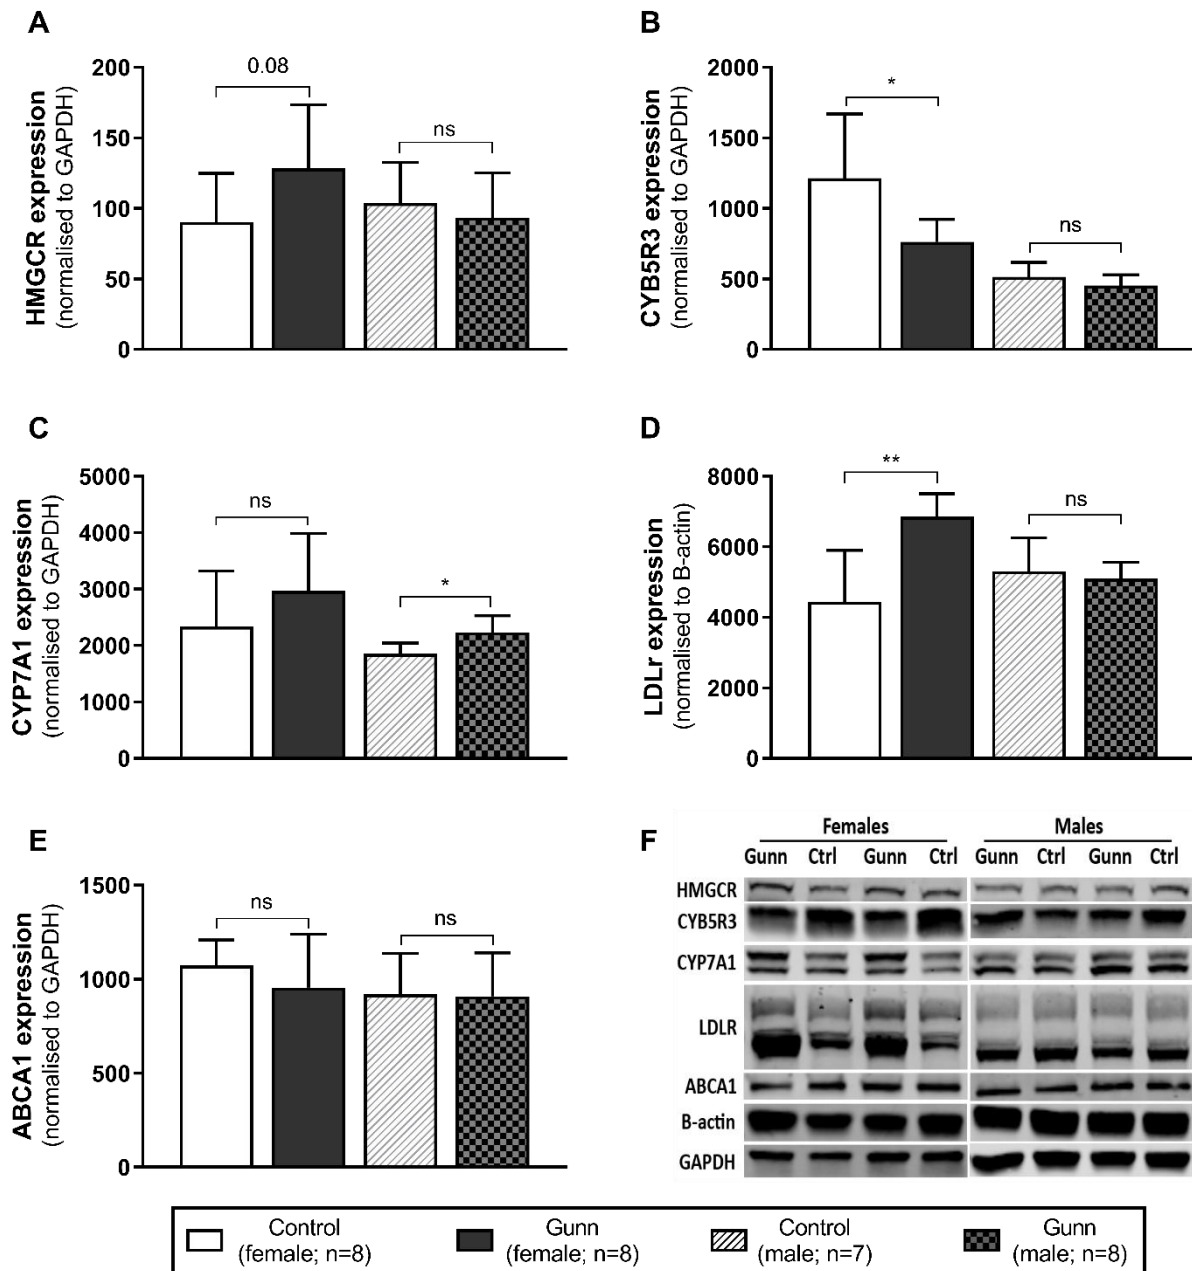 A
HMGCR expression
(normalised to GAPDH)
200
150
100
50
0
0.08
ns
B
CYB5R3 expression
(normalised to GAPDH)
2000
1500
1000
500
0
*
ns
C
CYP7A1 expression
(normalised to GAPDH)
5000
4000
3000
2000
1000
0
ns
*
D
LDLr expression
(normalised to B-actin)
8000
6000
4000
2000
0
**
ns
E
ABCA1 expression
(normalised to GAPDH)
1500
1000
500
0
ns
ns
F
Females Males
Gunn Ctrl Gunn Ctrl Gunn Ctrl Gunn Ctrl
HMGCR
CYB5R3
CYP7A1
LDLR
ABCA1
B-actin
GAPDH
Control
(female; n=8)
Gunn
(female; n=8)
Control
(male; n=7)
Gunn
(male; n=8)